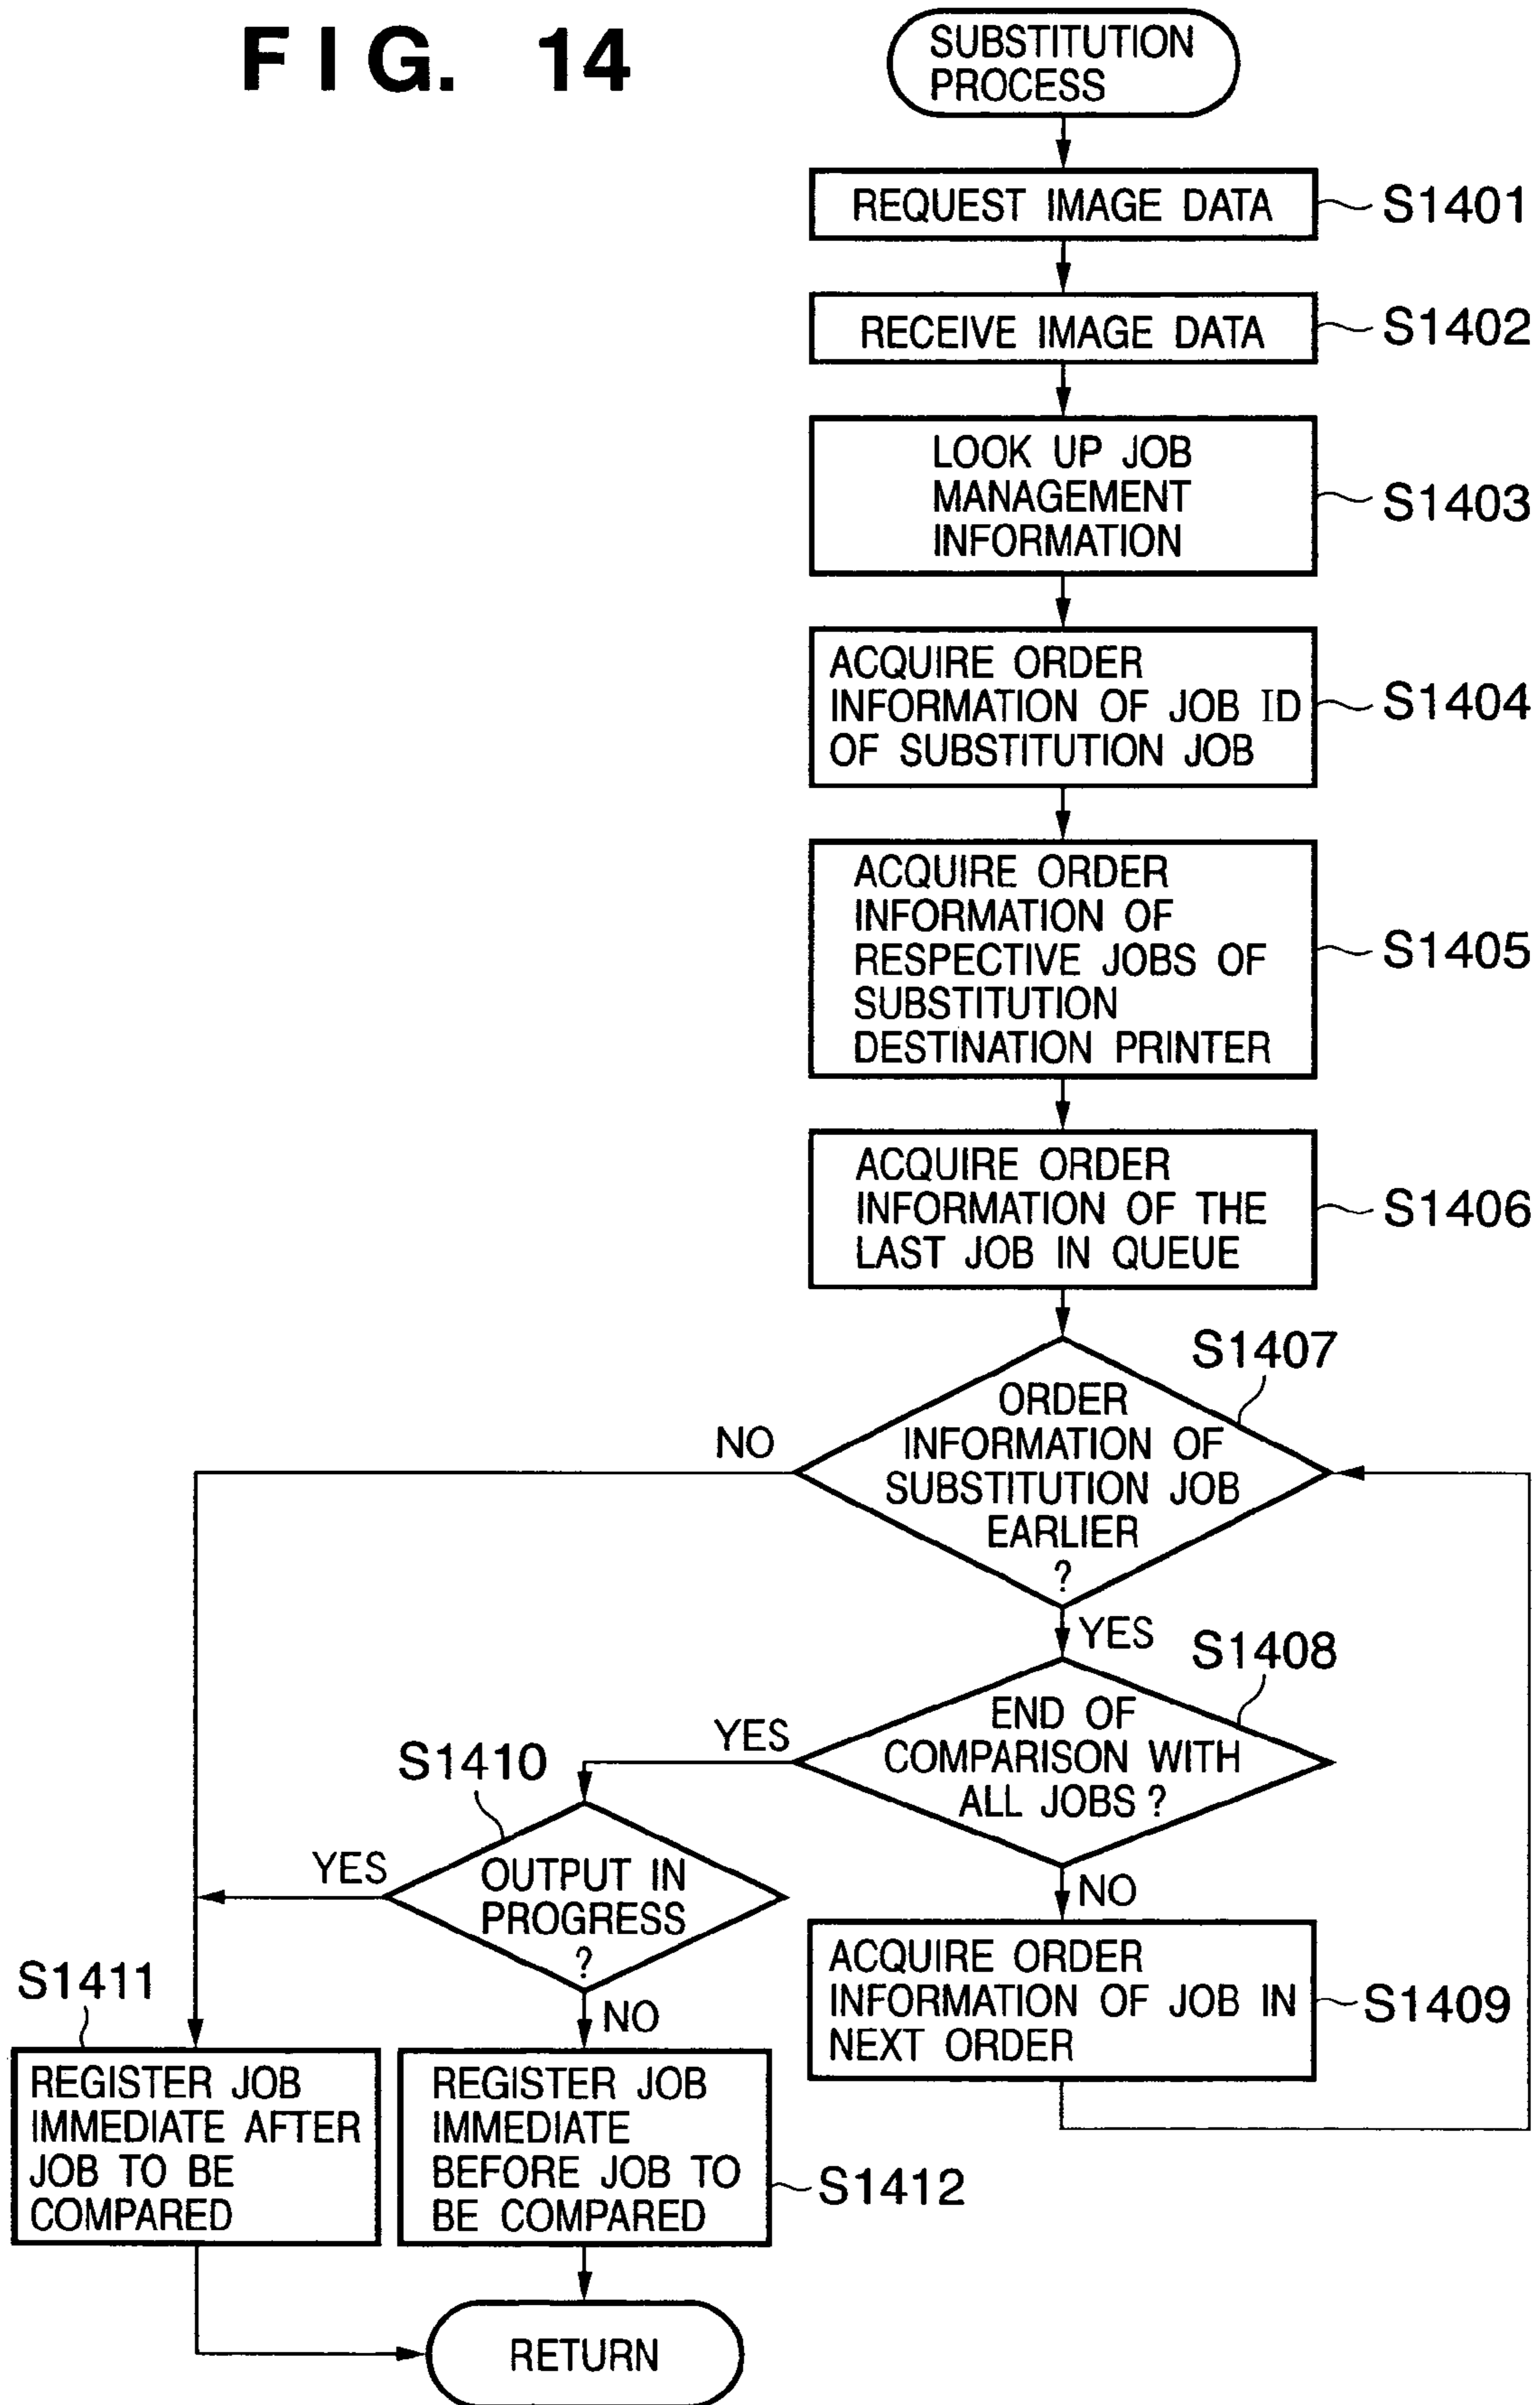 FIG. 14
SUBSTITUTION
PROCESS
REQUEST IMAGE DATA
S1401
RECEIVE IMAGE DATA
S1402
LOOK UP JOB
MANAGEMENT
INFORMATION
S1403
ACQUIRE ORDER
INFORMATION OF JOB ID
OF SUBSTITUTION JOB
S1404
ACQUIRE ORDER
INFORMATION OF
RESPECTIVE JOBS OF
SUBSTITUTION
DESTINATION PRINTER
S1405
ACQUIRE ORDER
INFORMATION OF THE
LAST JOB IN QUEUE
S1406
S1407
ORDER
INFORMATION OF
SUBSTITUTION JOB
EARLIER
?
NO
YES
S1408
END OF
COMPARISON WITH
ALL JOBS ?
YES
NO
S1410
OUTPUT IN
PROGRESS
?
YES
NO
ACQUIRE ORDER
INFORMATION OF JOB IN
NEXT ORDER
S1409
S1411
REGISTER JOB
IMMEDIATE AFTER
JOB TO BE
COMPARED
REGISTER JOB
IMMEDIATE
BEFORE JOB TO
BE COMPARED
S1412
RETURN